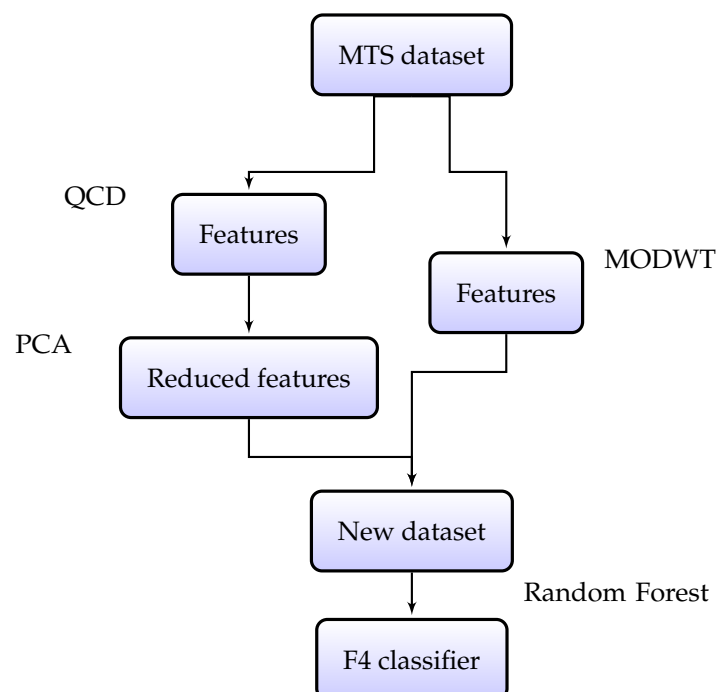 MTS dataset
QCD
Features
MODWT
Features
PCA
Reduced features
New dataset
Random Forest
F4 classifier